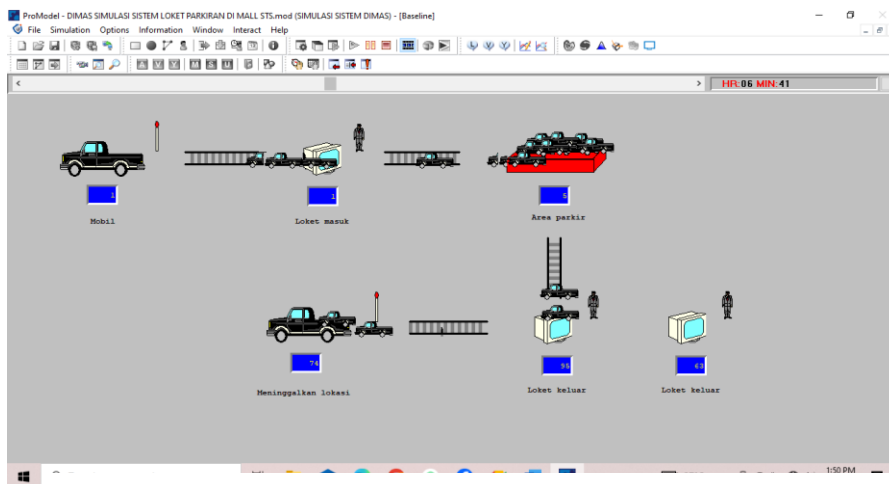 ProModel - DIMAS SIMULASI SISTEM LOKET PARKIRAN DI MALL STS.mod (SIMULASI SISTEM DIMAS) - [Baseline]
File Simulation Options Information Window Interact Help
HR:06 MIN:41
1
1
5
Mobil
Loket masuk
Area parkir
74
95
63
Meninggalkan lokasi
Loket keluar
Loket keluar
1:50 PM